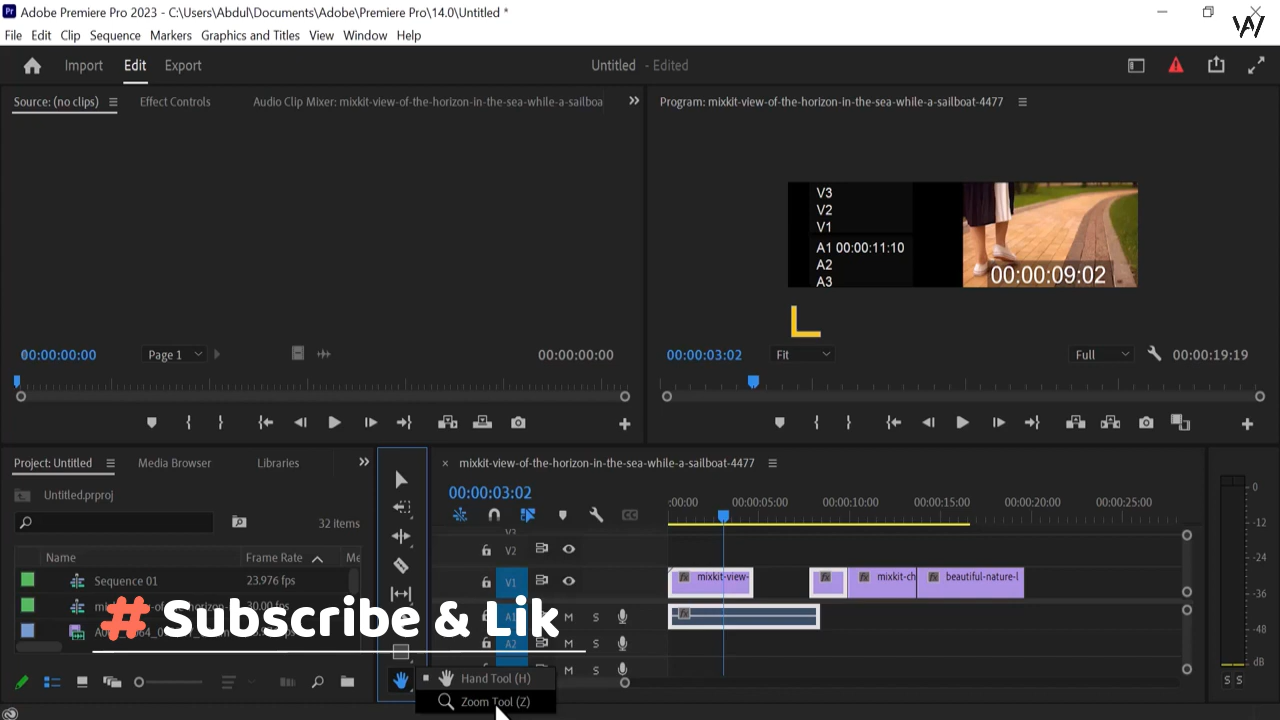 Adobe Premiere Pro 2023 - C:\Users\Abdul\Documents\Adobe\Premiere Pro\14.0\Untitled *
File Edit Clip Sequence Markers Graphics and Titles View Window Help
Import Edit Export
Untitled - Edited
Source: (no clips) Effect Controls Audio Clip Mixer: mixkit-view-of-the-horizon-in-the-sea-while-a-sailboa
Program: mixkit-view-of-the-horizon-in-the-sea-while-a-sailboat-4477
V3
V2
V1
A1 00:00:11:10
A2
A3
00:00:09:02
00:00:00:00 Page 1 00:00:00:00
00:00:03:02 Fit Full 00:00:19:19
Project: Untitled Media Browser Libraries
Untitled.prproj
32 items
Name Frame Rate Me
Sequence 01 23.976 fps
30.00 fps
# Subscribe & Lik
Hand Tool (H)
Zoom Tool (Z)
mixkit-view-of-the-horizon-in-the-sea-while-a-sailboat-4477
00:00:03:02
:00:00 00:00:05:00 00:00:10:00 00:00:15:00 00:00:20:00 00:00:25:00
V3
V2
V1 mixkit-view- mixkit-ch beautiful-nature-l
A1 M S
A2 M S
M S
0
-12
-24
-36
-48
S S